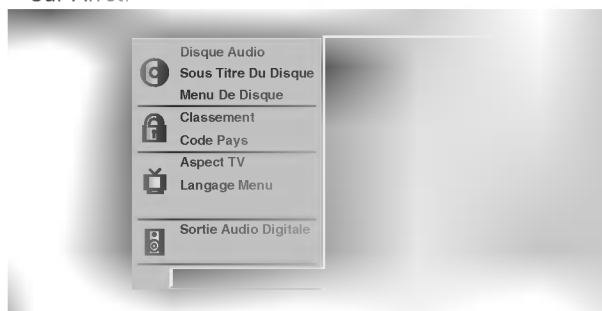 Disque Audio
Sous Titre Du Disque
Menu De Disque
Classement
Code Pays
Aspect TV
Langage Menu
Sortie Audio Digitale